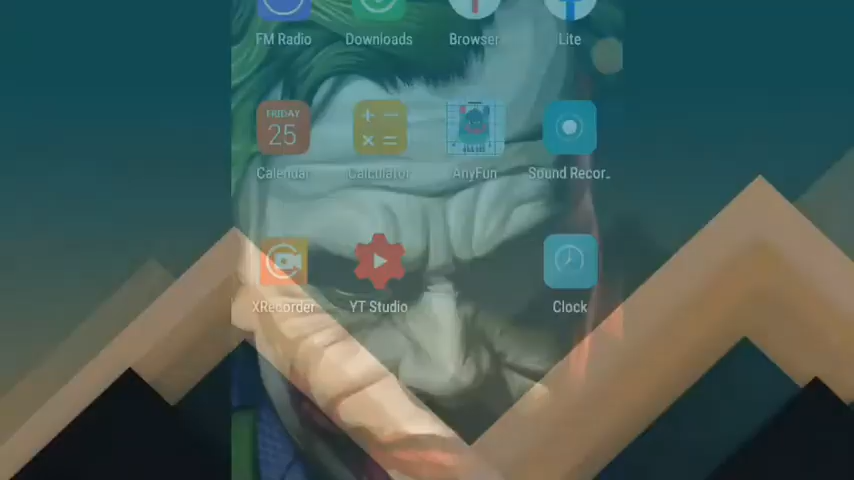 FM Radio Downloads Browser Lite
FRIDAY
25
Calendar Calculator AnyFun Sound Recor..
XRecorder YT Studio Clock